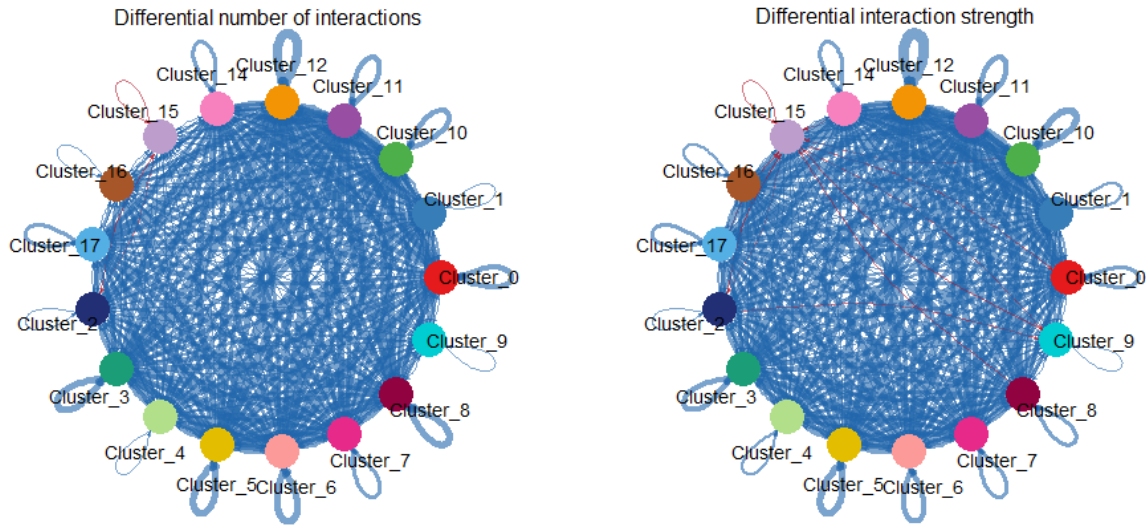 Differential number of interactions
Cluster_12
Cluster_14
Cluster_11
Cluster_15
Cluster_10
Cluster_16
Cluster_1
Cluster_17
Cluster_0
Cluster_2
Cluster_9
Cluster_3
Cluster_8
Cluster_4
Cluster_7
Cluster_5
Cluster_6
Differential interaction strength
Cluster_12
Cluster_14
Cluster_11
Cluster_15
Cluster_10
Cluster_16
Cluster_1
Cluster_17
Cluster_0
Cluster_2
Cluster_9
Cluster_3
Cluster_8
Cluster_4
Cluster_7
Cluster_5
Cluster_6